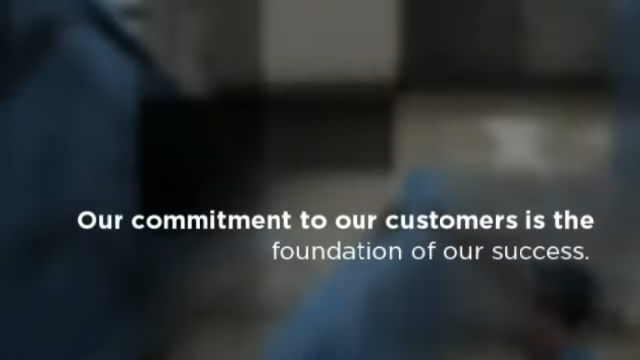 Our commitment to our customers is the
foundation of our success.